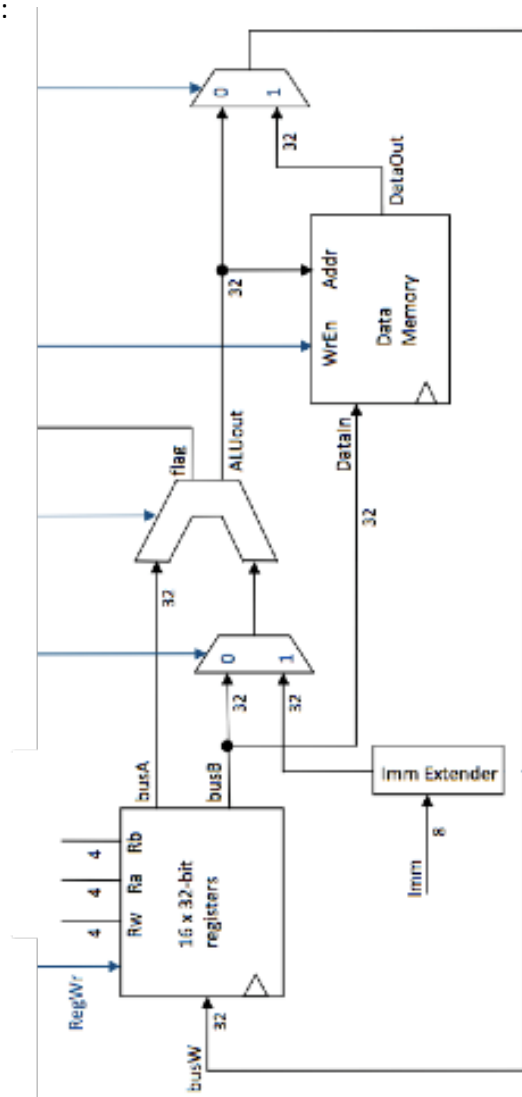 :
RegWr
busW
32
4
Rw
4
Ra
4
Rb
16 x 32-bit
registers
busA
busB
Imm
8
Imm Extender
32
32
32
0
1
flag
ALUout
DataIn
32
32
WrEn
Addr
Data
Memory
DataOut
32
0
1